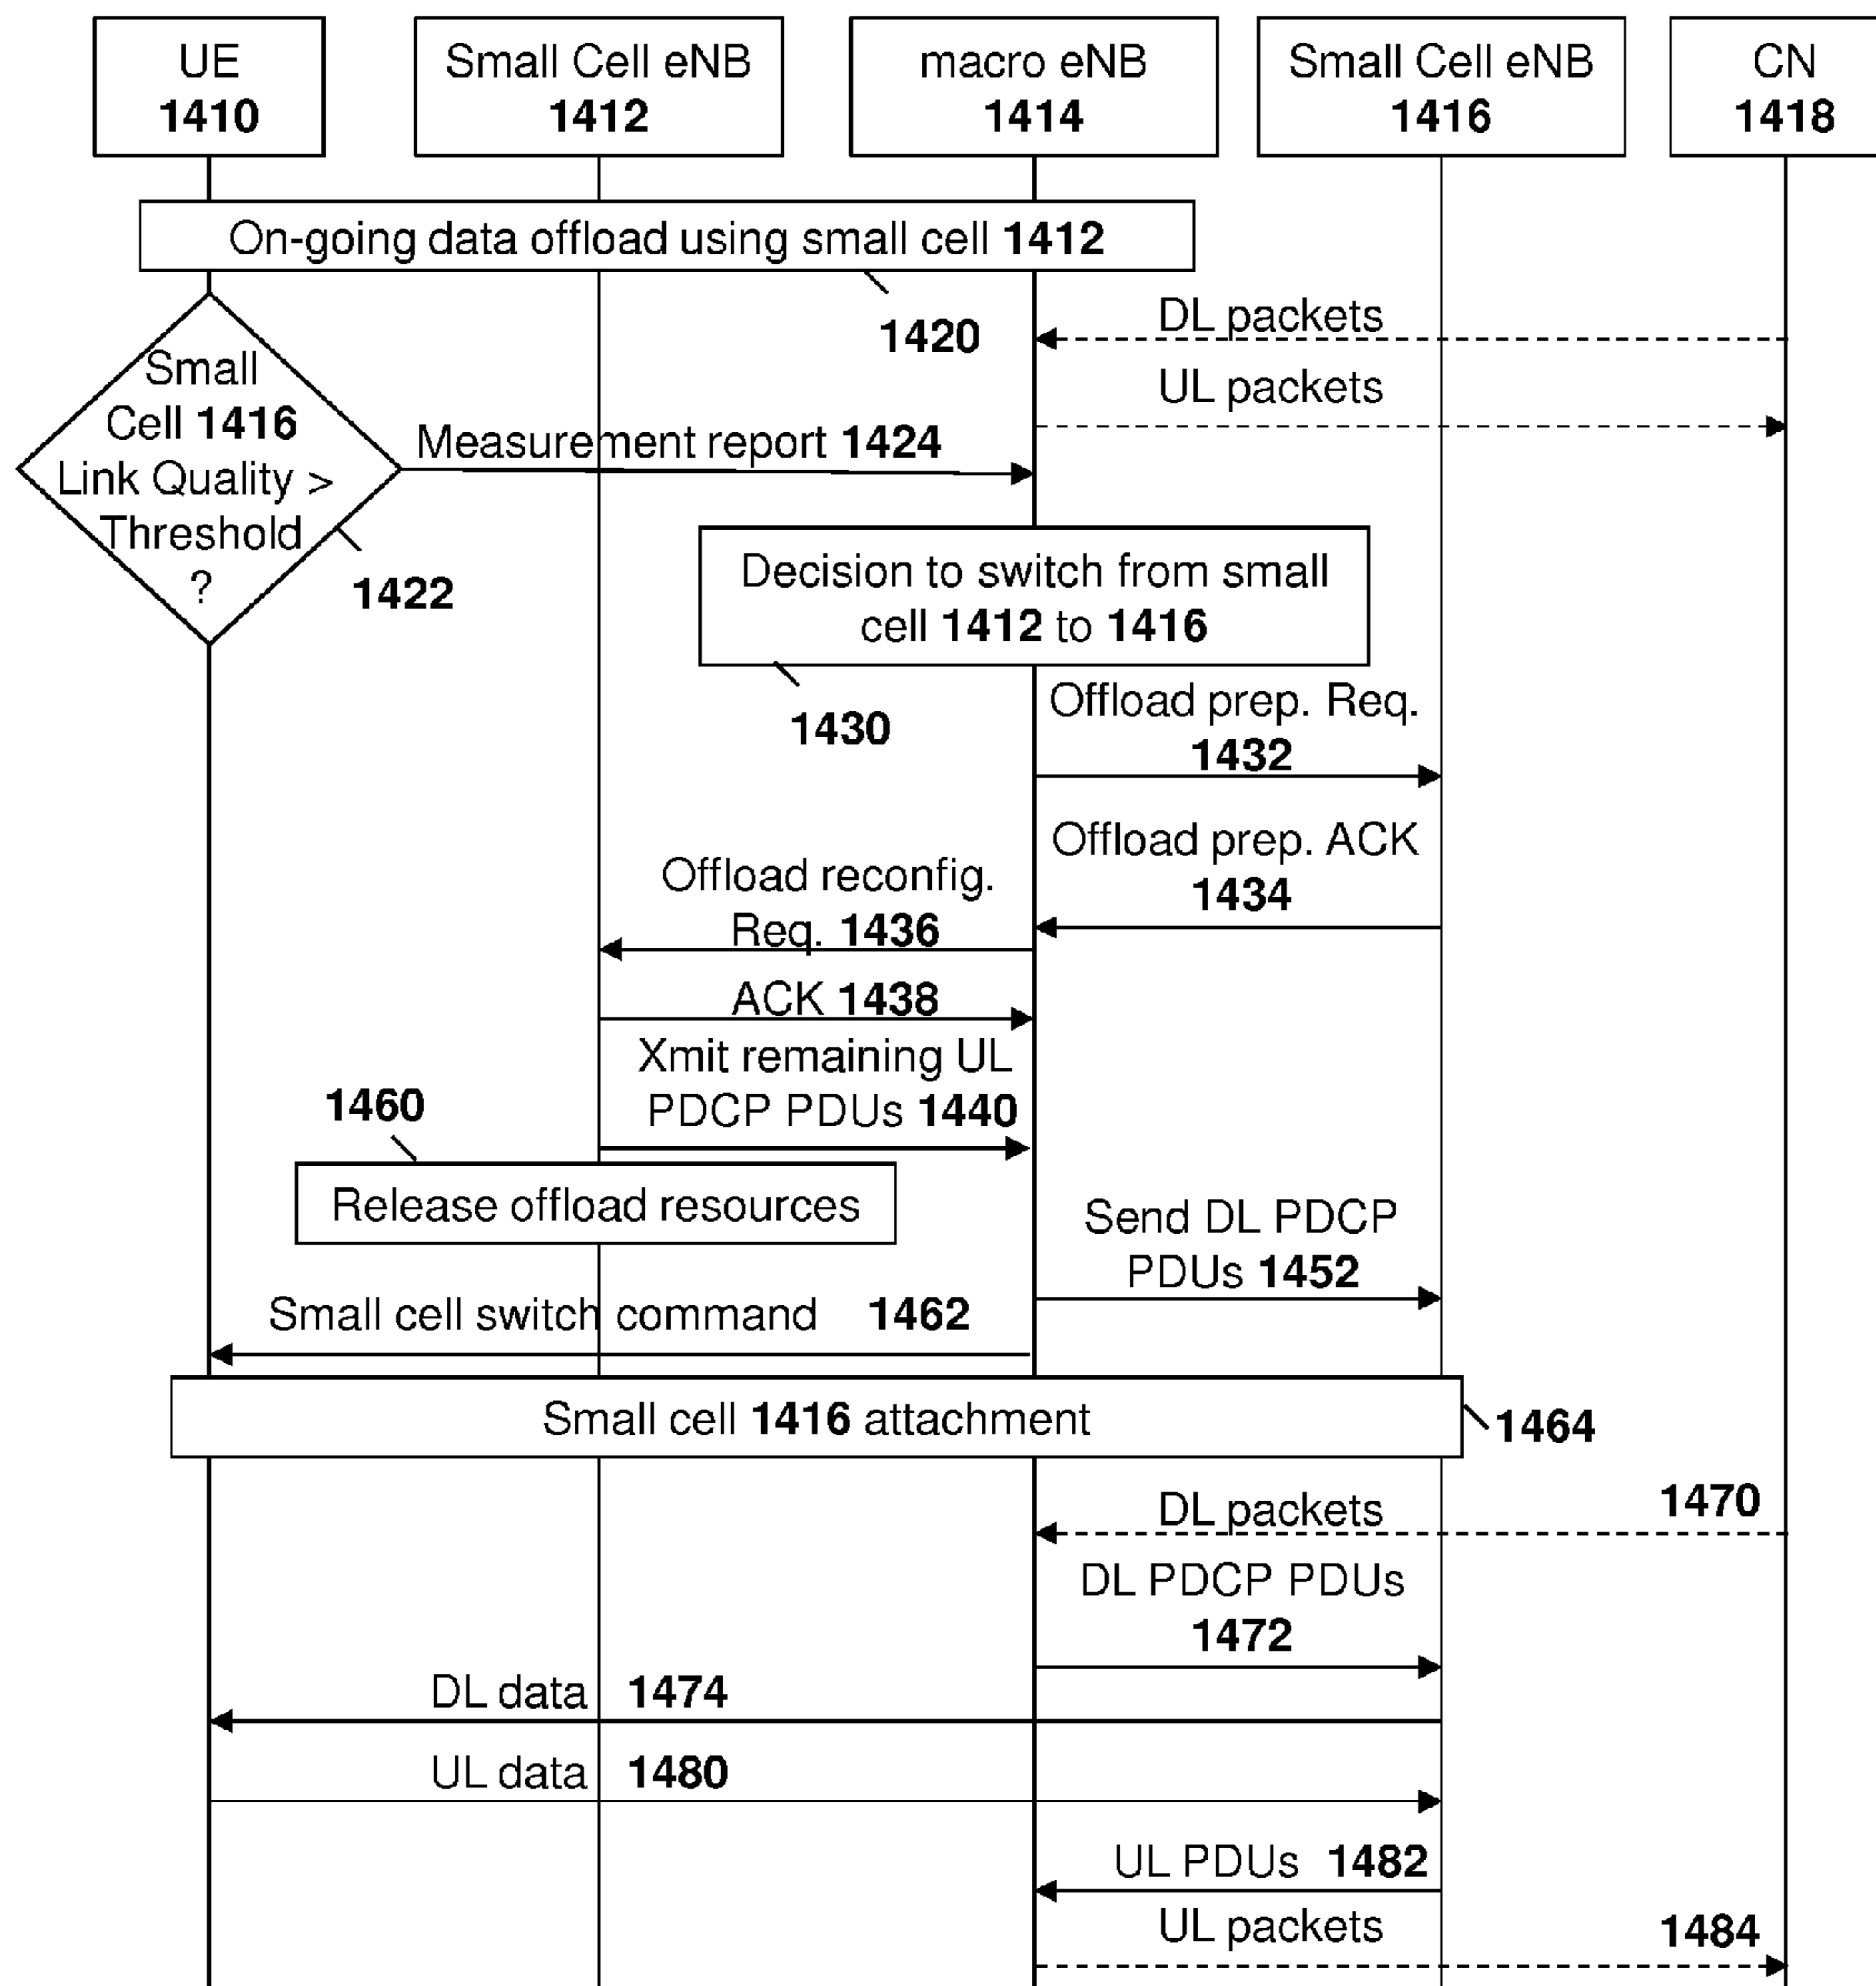 UE
1410
Small Cell eNB
1412
macro eNB
1414
Small Cell eNB
1416
CN
1418
On-going data offload using small cell 1412
1420
DL packets
UL packets
Small
Cell 1416
Link Quality >
Threshold
?
1422
Measurement report 1424
Decision to switch from small
cell 1412 to 1416
1430
Offload prep. Req.
1432
Offload prep. ACK
1434
Offload reconfig.
Req. 1436
ACK 1438
Xmit remaining UL
PDCP PDUs 1440
1460
Release offload resources
Send DL PDCP
PDUs 1452
Small cell switch command 1462
Small cell 1416 attachment
1464
DL packets 1470
DL PDCP PDUs
1472
DL data 1474
UL data 1480
UL PDUs 1482
UL packets 1484